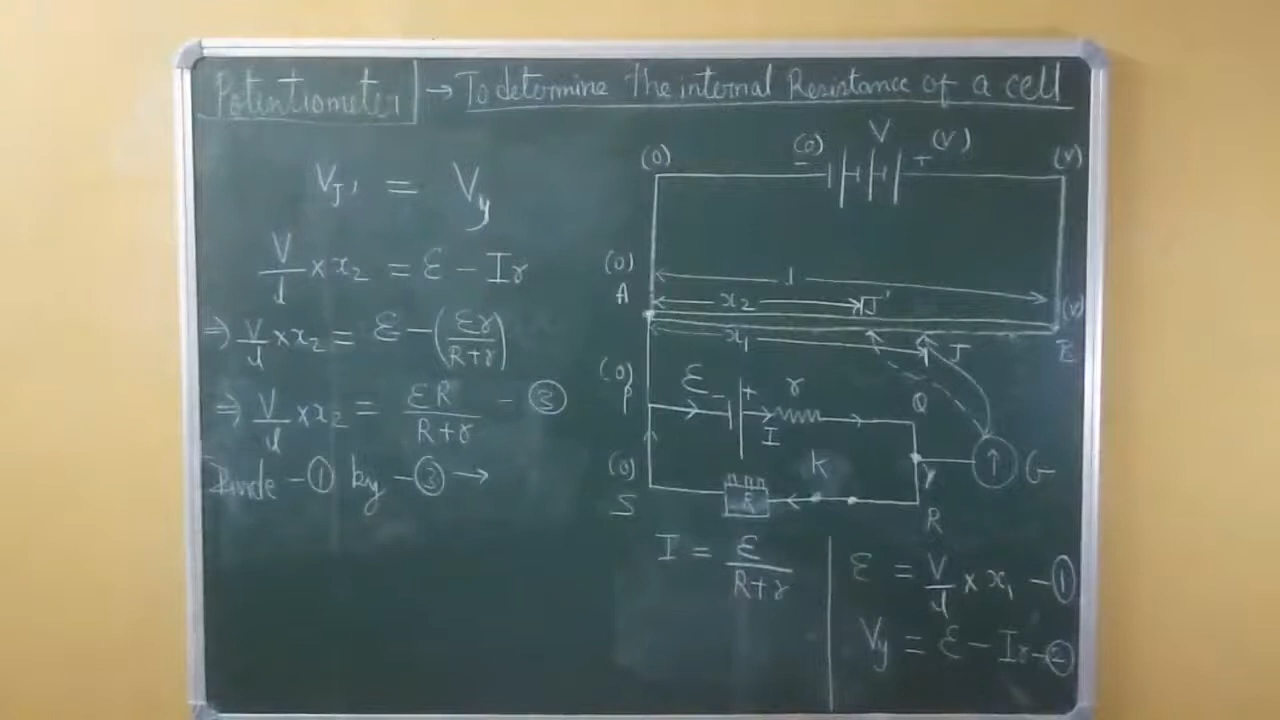 Potentiometer → To determine The internal Resistance of a cell
V_J' = V_y
V/l × x₂ = ε - Ir
⇒ V/l × x₂ = ε - (εr/R+r)
⇒ V/l × x₂ = εR/R+r - ③
Divide - ① by - ③ →
(0) (0) - V + (V) (V)
(0) l
A x₂ J' (V)
x₁ J B
(0) ε - + r Q
P I
(0) K Y G
S R R
I = ε/R+r
ε = V/l × x₁ - ①
V_y = ε - Ir - ②